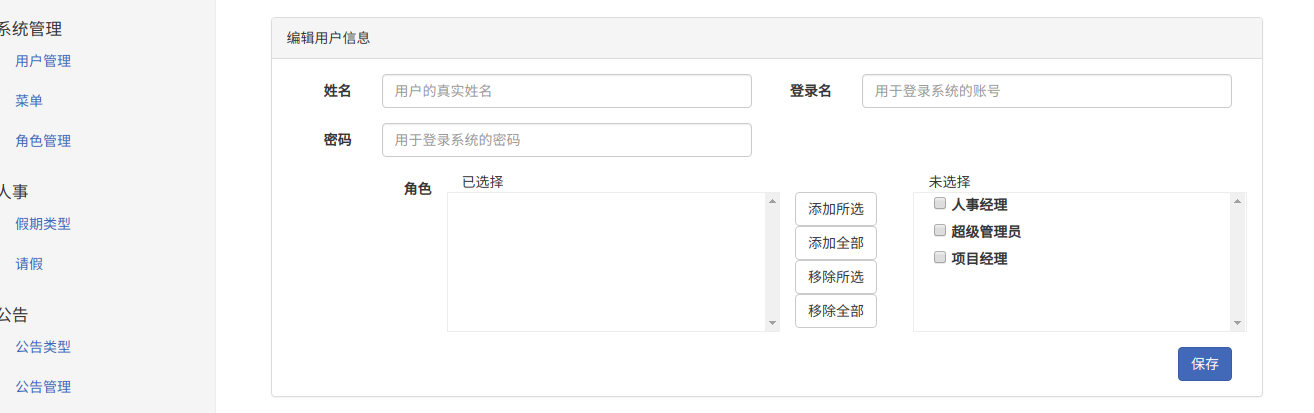 系统管理
用户管理
菜单
角色管理
人事
假期类型
请假
公告
公告类型
公告管理
编辑用户信息
姓名 用户的真实姓名 登录名 用于登录系统的账号
密码 用于登录系统的密码
角色 已选择 未选择
添加所选
添加全部
移除所选
移除全部
人事经理
超级管理员
项目经理
保存